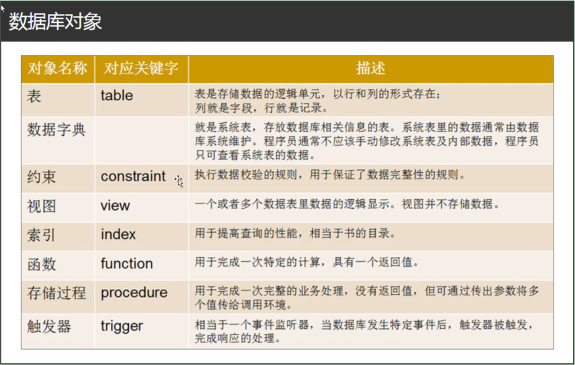 数据库对象
对象名称 对应关键字 描述
表 table 表是存储数据的逻辑单元，以行和列的形式存在；
列就是字段，行就是记录。
数据字典 就是系统表，存放数据库相关信息的表。系统表里的数据通常由数据
库系统维护。程序员通常不应该手动修改系统表及内部数据，程序员
只可查看系统表的数据。
约束 constraint 执行数据校验的规则，用于保证了数据完整性的规则。
视图 view 一个或者多个数据表里数据的逻辑显示。视图并不存储数据。
索引 index 用于提高查询的性能，相当于书的目录。
函数 function 用于完成一次特定的计算，具有一个返回值。
存储过程 procedure 用于完成一次完整的业务处理，没有返回值，但可通过传出参数将多
个值传给调用环境。
触发器 trigger 相当于一个事件监听器，当数据库发生特定事件后，触发器被触发，
完成响应的处理。